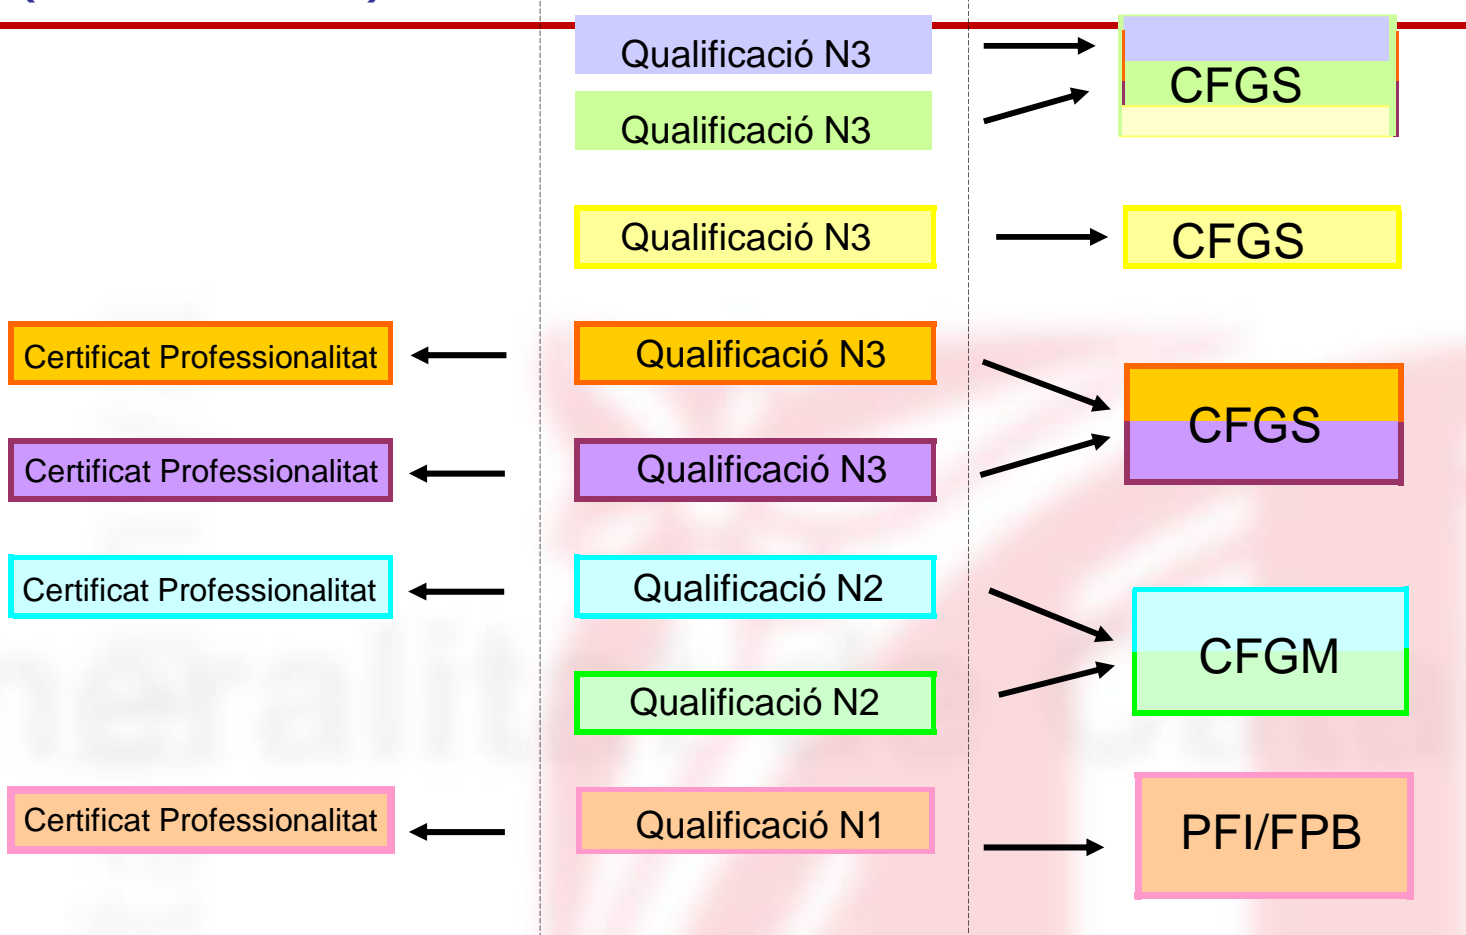 Qualificació N3
CFGS
Qualificació N3
Qualificació N3
CFGS
Certificat Professionalitat
Qualificació N3
CFGS
Certificat Professionalitat
Qualificació N3
Certificat Professionalitat
Qualificació N2
CFGM
Qualificació N2
Certificat Professionalitat
Qualificació N1
PFI/FPB